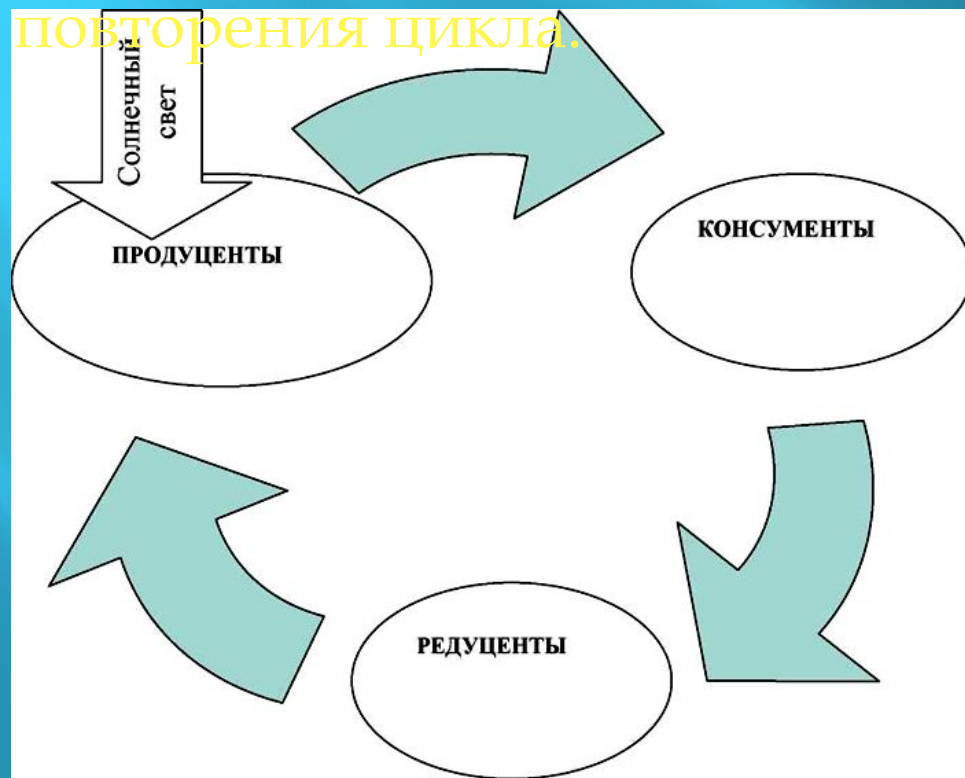 повторения цикла.
Солнечный
свет
ПРОДУЦЕНТЫ
КОНСУМЕНТЫ
РЕДУЦЕНТЫ